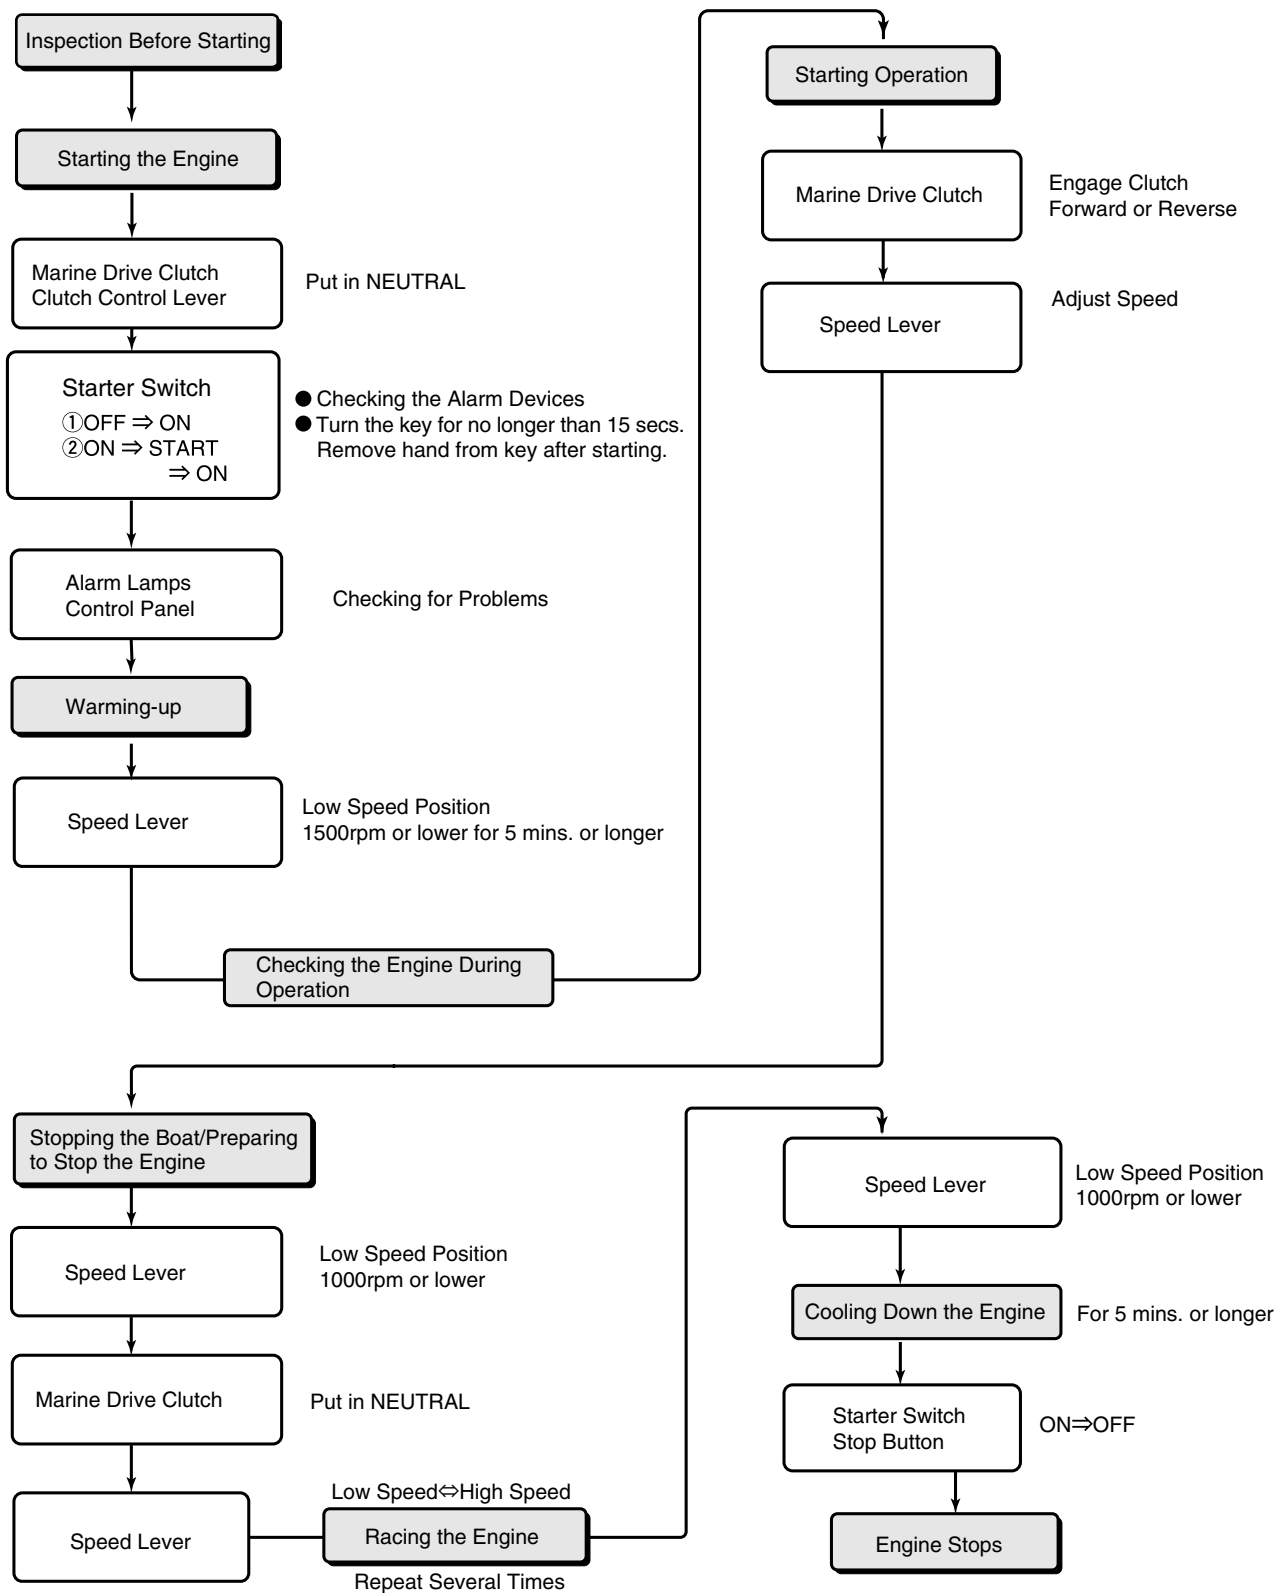 Inspection Before Starting
Starting the Engine
Marine Drive Clutch
Clutch Control Lever
Put in NEUTRAL
Starter Switch
①OFF ⇒ ON
②ON ⇒ START
⇒ ON
● Checking the Alarm Devices
● Turn the key for no longer than 15 secs.
Remove hand from key after starting.
Alarm Lamps
Control Panel
Checking for Problems
Warming-up
Speed Lever
Low Speed Position
1500rpm or lower for 5 mins. or longer
Checking the Engine During
Operation
Starting Operation
Marine Drive Clutch
Engage Clutch
Forward or Reverse
Speed Lever
Adjust Speed
Stopping the Boat/Preparing
to Stop the Engine
Speed Lever
Low Speed Position
1000rpm or lower
Marine Drive Clutch
Put in NEUTRAL
Speed Lever
Low Speed⇔High Speed
Racing the Engine
Repeat Several Times
Speed Lever
Low Speed Position
1000rpm or lower
Cooling Down the Engine
For 5 mins. or longer
Starter Switch
Stop Button
ON⇒OFF
Engine Stops